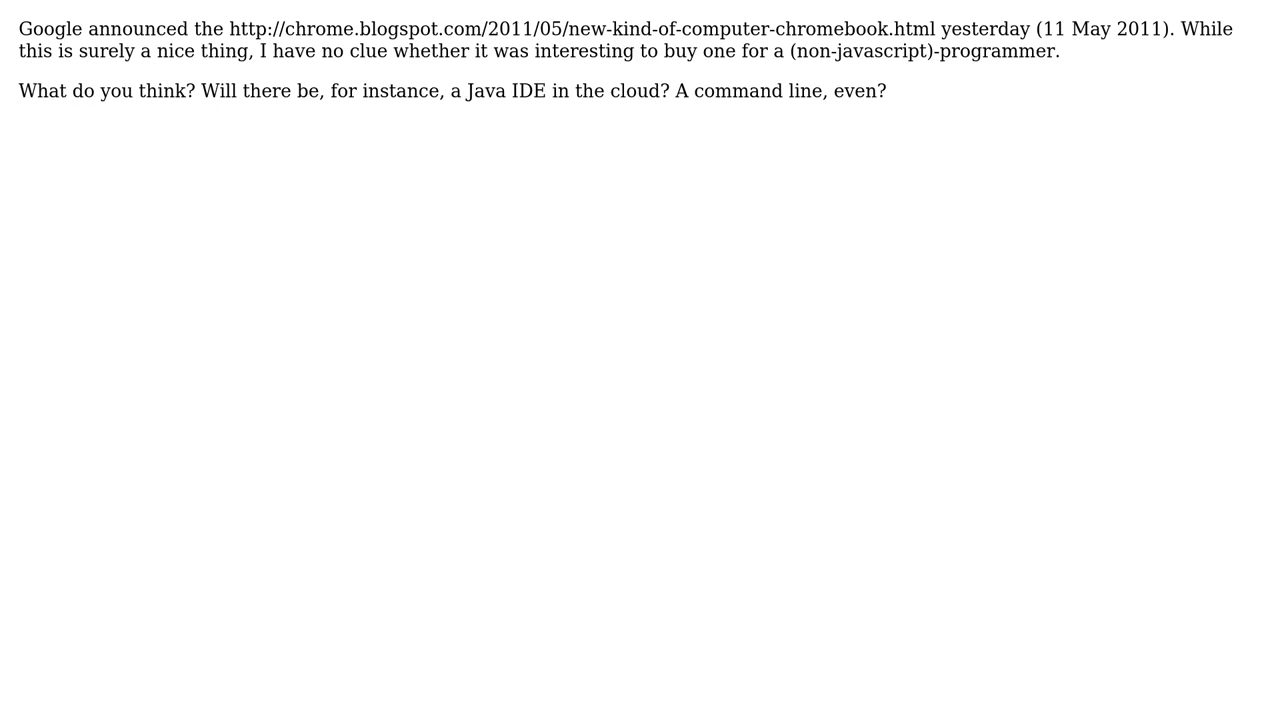 Google announced the http://chrome.blogspot.com/2011/05/new-kind-of-computer-chromebook.html yesterday (11 May 2011). While
this is surely a nice thing, I have no clue whether it was interesting to buy one for a (non-javascript)-programmer.
What do you think? Will there be, for instance, a Java IDE in the cloud? A command line, even?